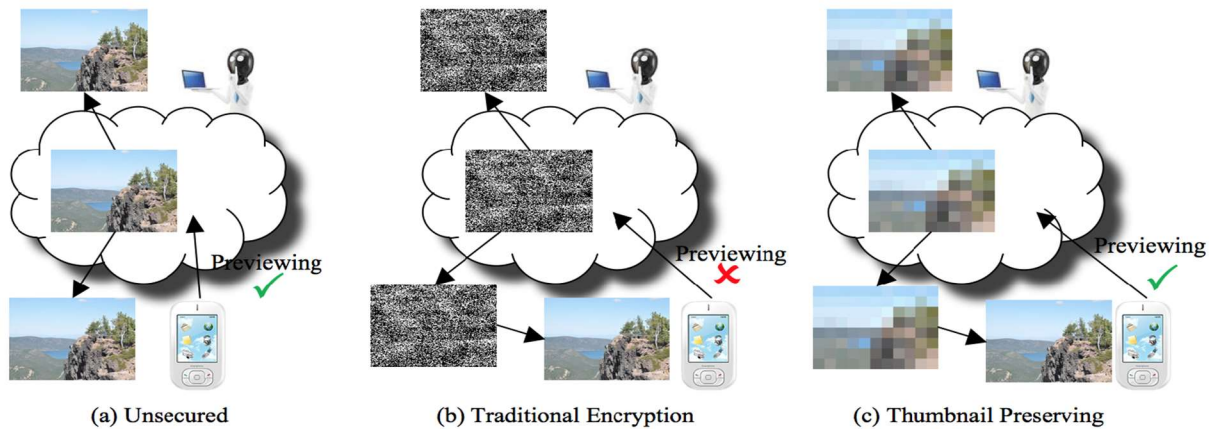 Previewing
Previewing
Previewing
(a) Unsecured
(b) Traditional Encryption
(c) Thumbnail Preserving